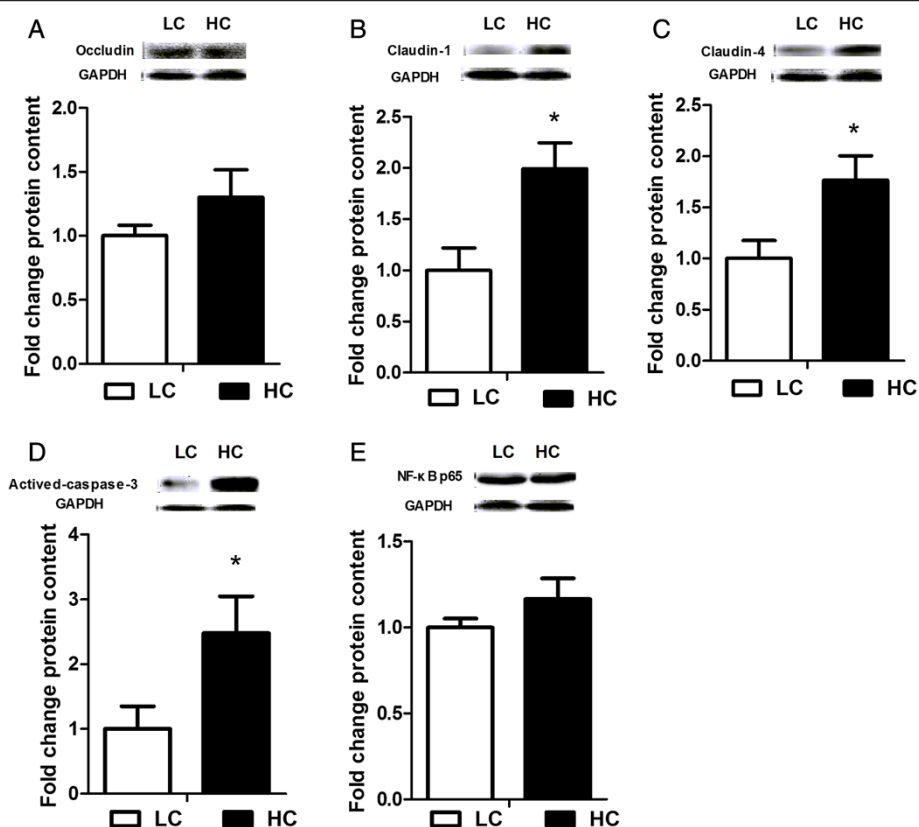 A
LC HC
Occludin
GAPDH
Fold change protein content
2.0
1.5
1.0
0.5
0.0
LC HC
B
LC HC
Claudin-1
GAPDH
Fold change protein content
2.5
2.0
1.5
1.0
0.5
0.0
*
LC HC
C
LC HC
Claudin-4
GAPDH
Fold change protein content
2.5
2.0
1.5
1.0
0.5
0.0
*
LC HC
D
LC HC
Actived-caspase-3
GAPDH
Fold change protein content
4
3
2
1
0
*
LC HC
E
LC HC
NF-κBp65
GAPDH
Fold change protein content
1.5
1.0
0.5
0.0
LC HC